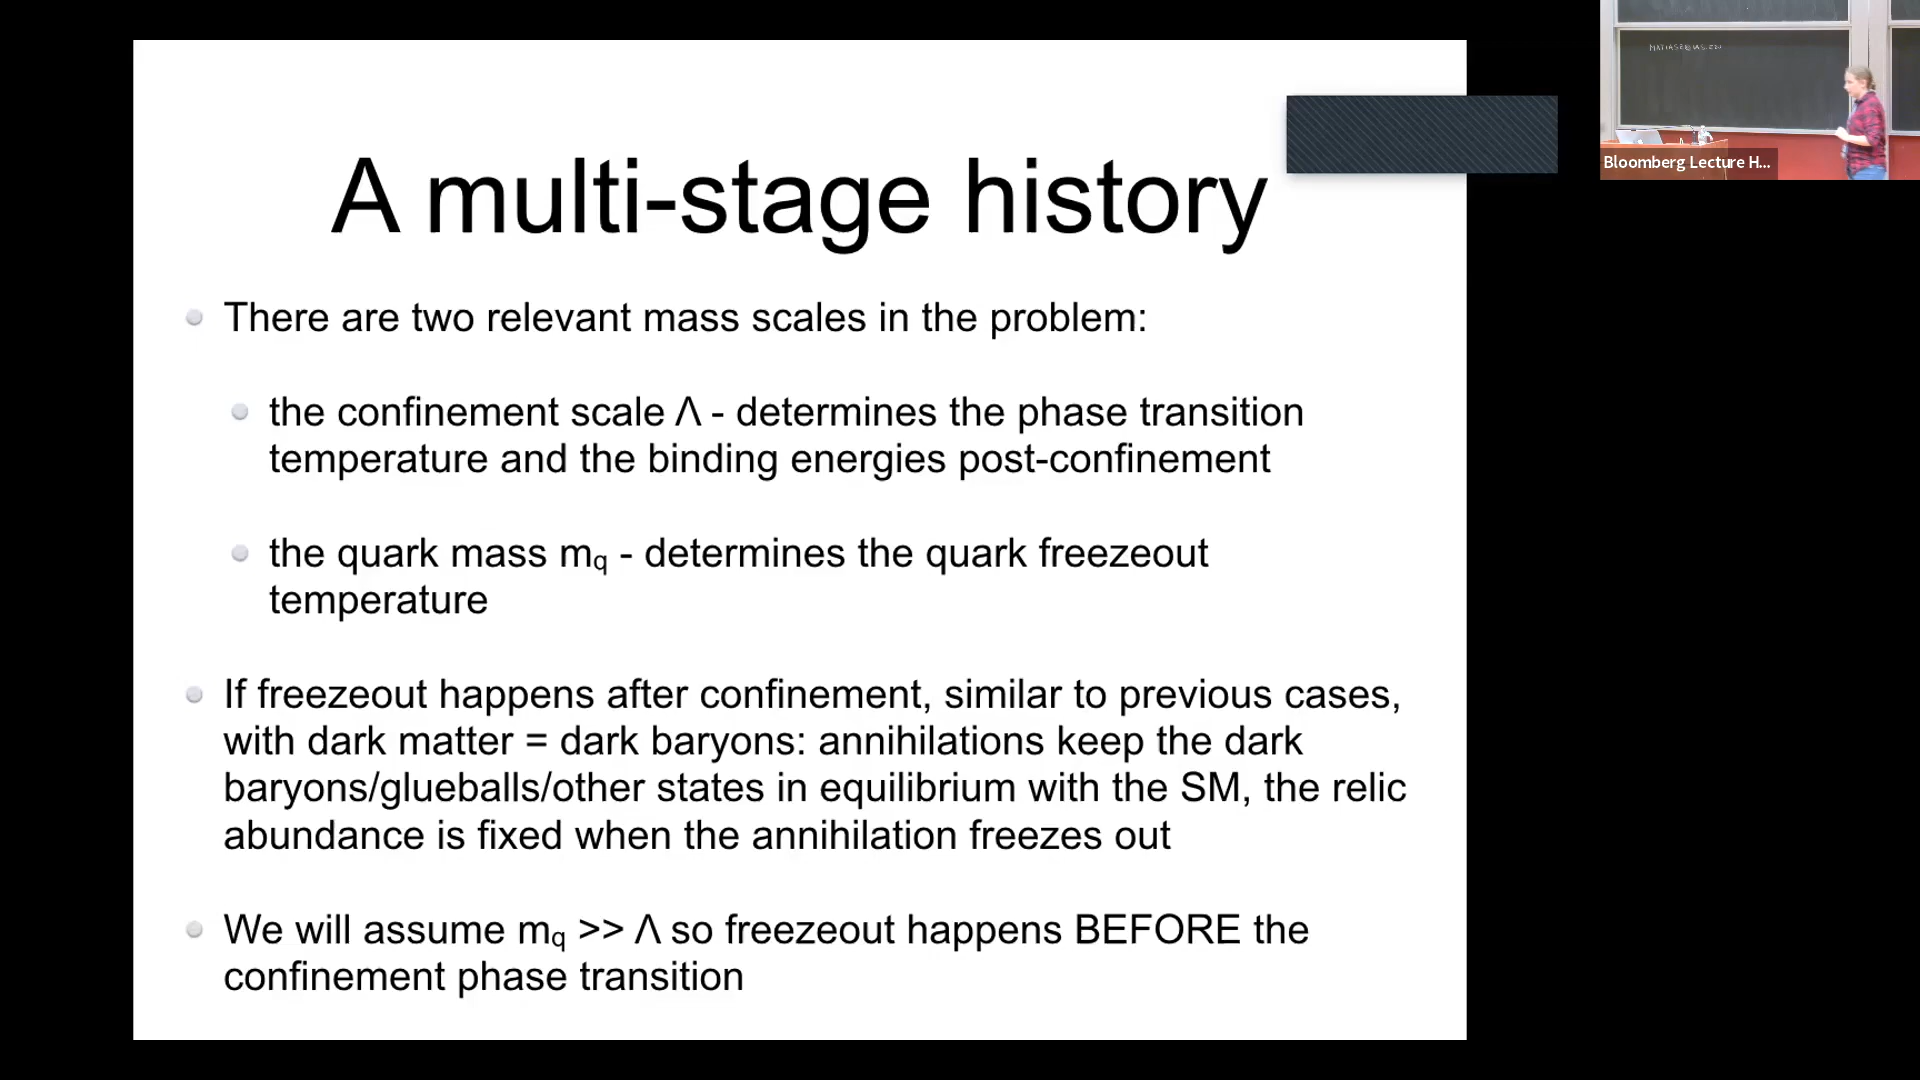 A multi-stage history
There are two relevant mass scales in the problem:
the confinement scale Λ - determines the phase transition
temperature and the binding energies post-confinement
the quark mass mq - determines the quark freezeout
temperature
If freezeout happens after confinement, similar to previous cases,
with dark matter = dark baryons: annihilations keep the dark
baryons/glueballs/other states in equilibrium with the SM, the relic
abundance is fixed when the annihilation freezes out
We will assume mq >> Λ so freezeout happens BEFORE the
confinement phase transition
Bloomberg Lecture H...